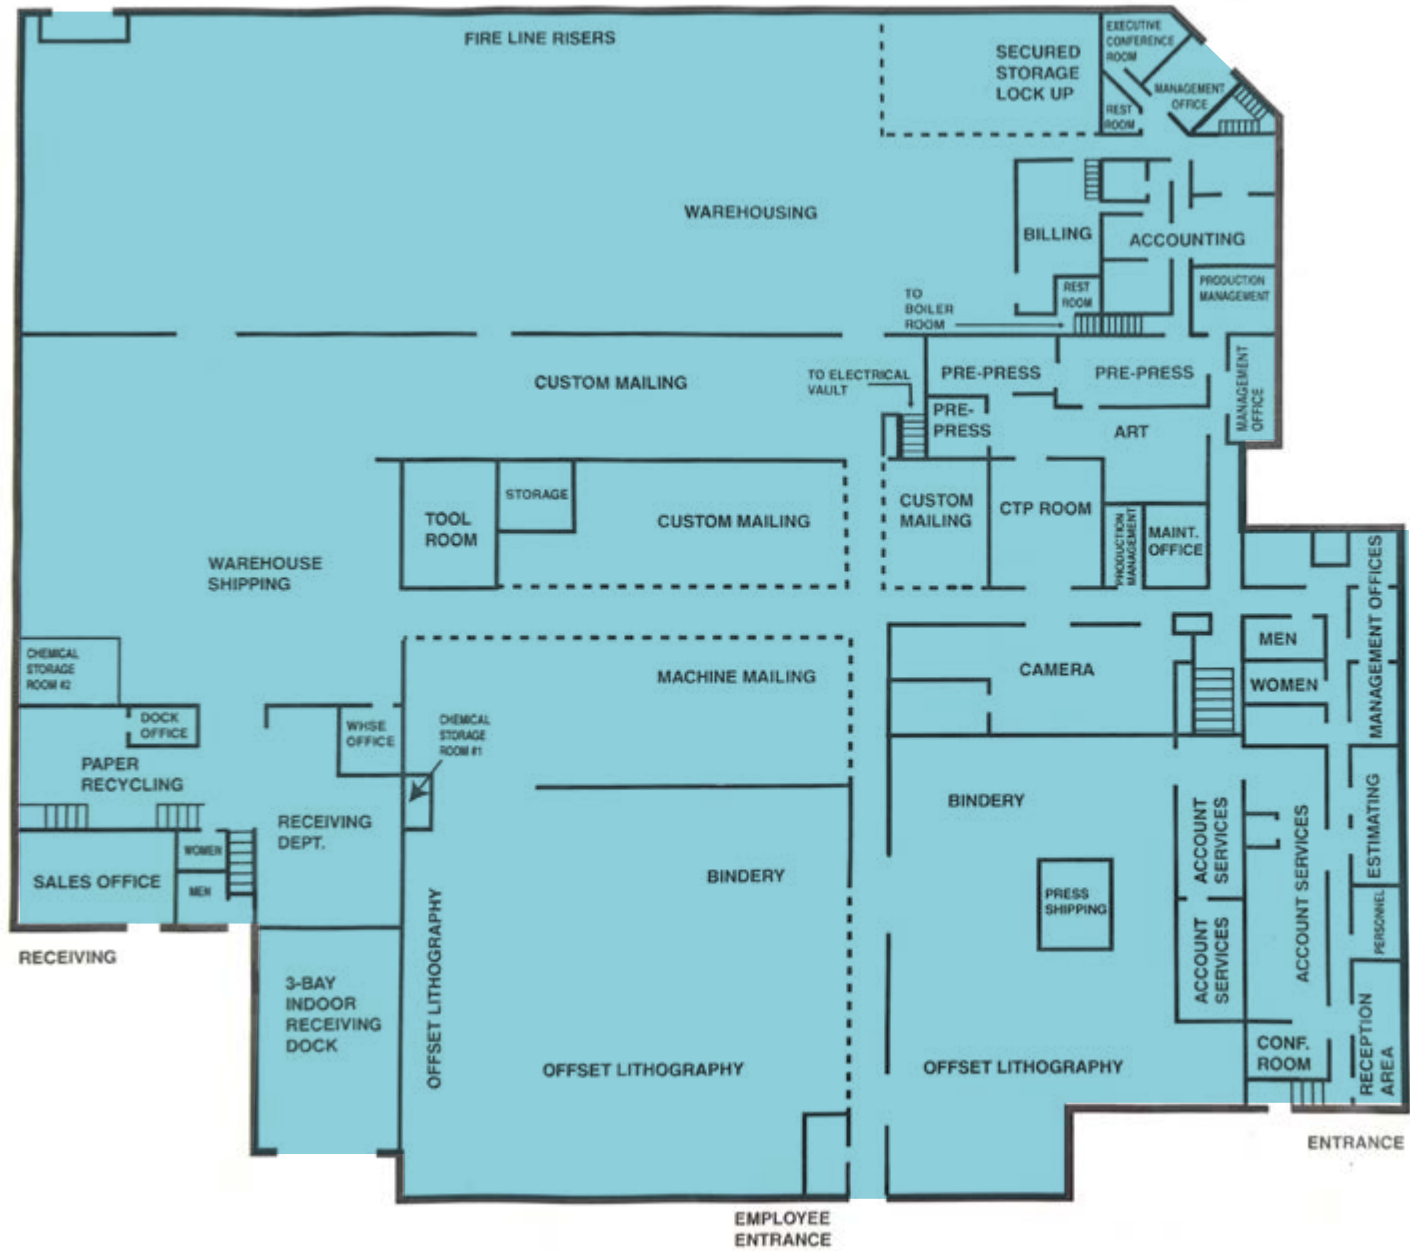 FIRE LINE RISERS
SECURED
STORAGE
LOCK UP
EXECUTIVE
CONFERENCE
ROOM
MANAGEMENT
OFFICE
REST
ROOM
WAREHOUSING
BILLING
ACCOUNTING
REST
ROOM
PRODUCTION
MANAGEMENT
TO
BOILER
ROOM
CUSTOM MAILING
TO ELECTRICAL
VAULT
PRE-PRESS
PRE-PRESS
MANAGEMENT
OFFICE
PRE-
PRESS
ART
TOOL
ROOM
STORAGE
CUSTOM MAILING
CUSTOM
MAILING
CTP ROOM
PRODUCTION
MANAGEMENT
MAINT.
OFFICE
WAREHOUSE
SHIPPING
MANAGEMENT OFFICES
MEN
WOMEN
CHEMICAL
STORAGE
ROOM #2
MACHINE MAILING
CAMERA
DOCK
OFFICE
WHSE
OFFICE
CHEMICAL
STORAGE
ROOM #1
PAPER
RECYCLING
RECEIVING
DEPT.
BINDERY
BINDERY
ACCOUNT
SERVICES
ACCOUNT SERVICES
ESTIMATING
WOMEN
MEN
SALES OFFICE
PRESS
SHIPPING
PERSONNEL
RECEIVING
3-BAY
INDOOR
RECEIVING
DOCK
OFFSET LITHOGRAPHY
ACCOUNT
SERVICES
OFFSET LITHOGRAPHY
OFFSET LITHOGRAPHY
CONF.
ROOM
RECEPTION
AREA
ENTRANCE
EMPLOYEE
ENTRANCE